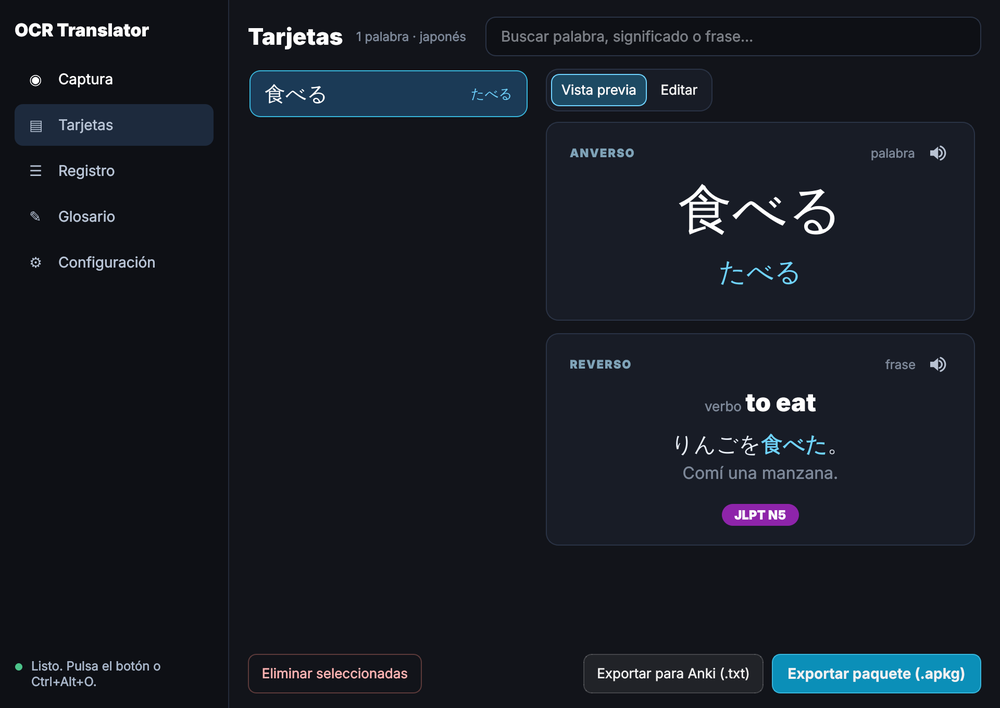 OCR Translator
Captura
Tarjetas
Registro
Glosario
Configuración
Listo. Pulsa el botón o
Ctrl+Alt+O.
Tarjetas
1 palabra · japonés
Buscar palabra, significado o frase...
食べる
たべる
Vista previa
Editar
ANVERSO
palabra
食べる
たべる
REVERSO
frase
verbo to eat
りんごを食べた。
Comí una manzana.
JLPT N5
Eliminar seleccionadas
Exportar para Anki (.txt)
Exportar paquete (.apkg)